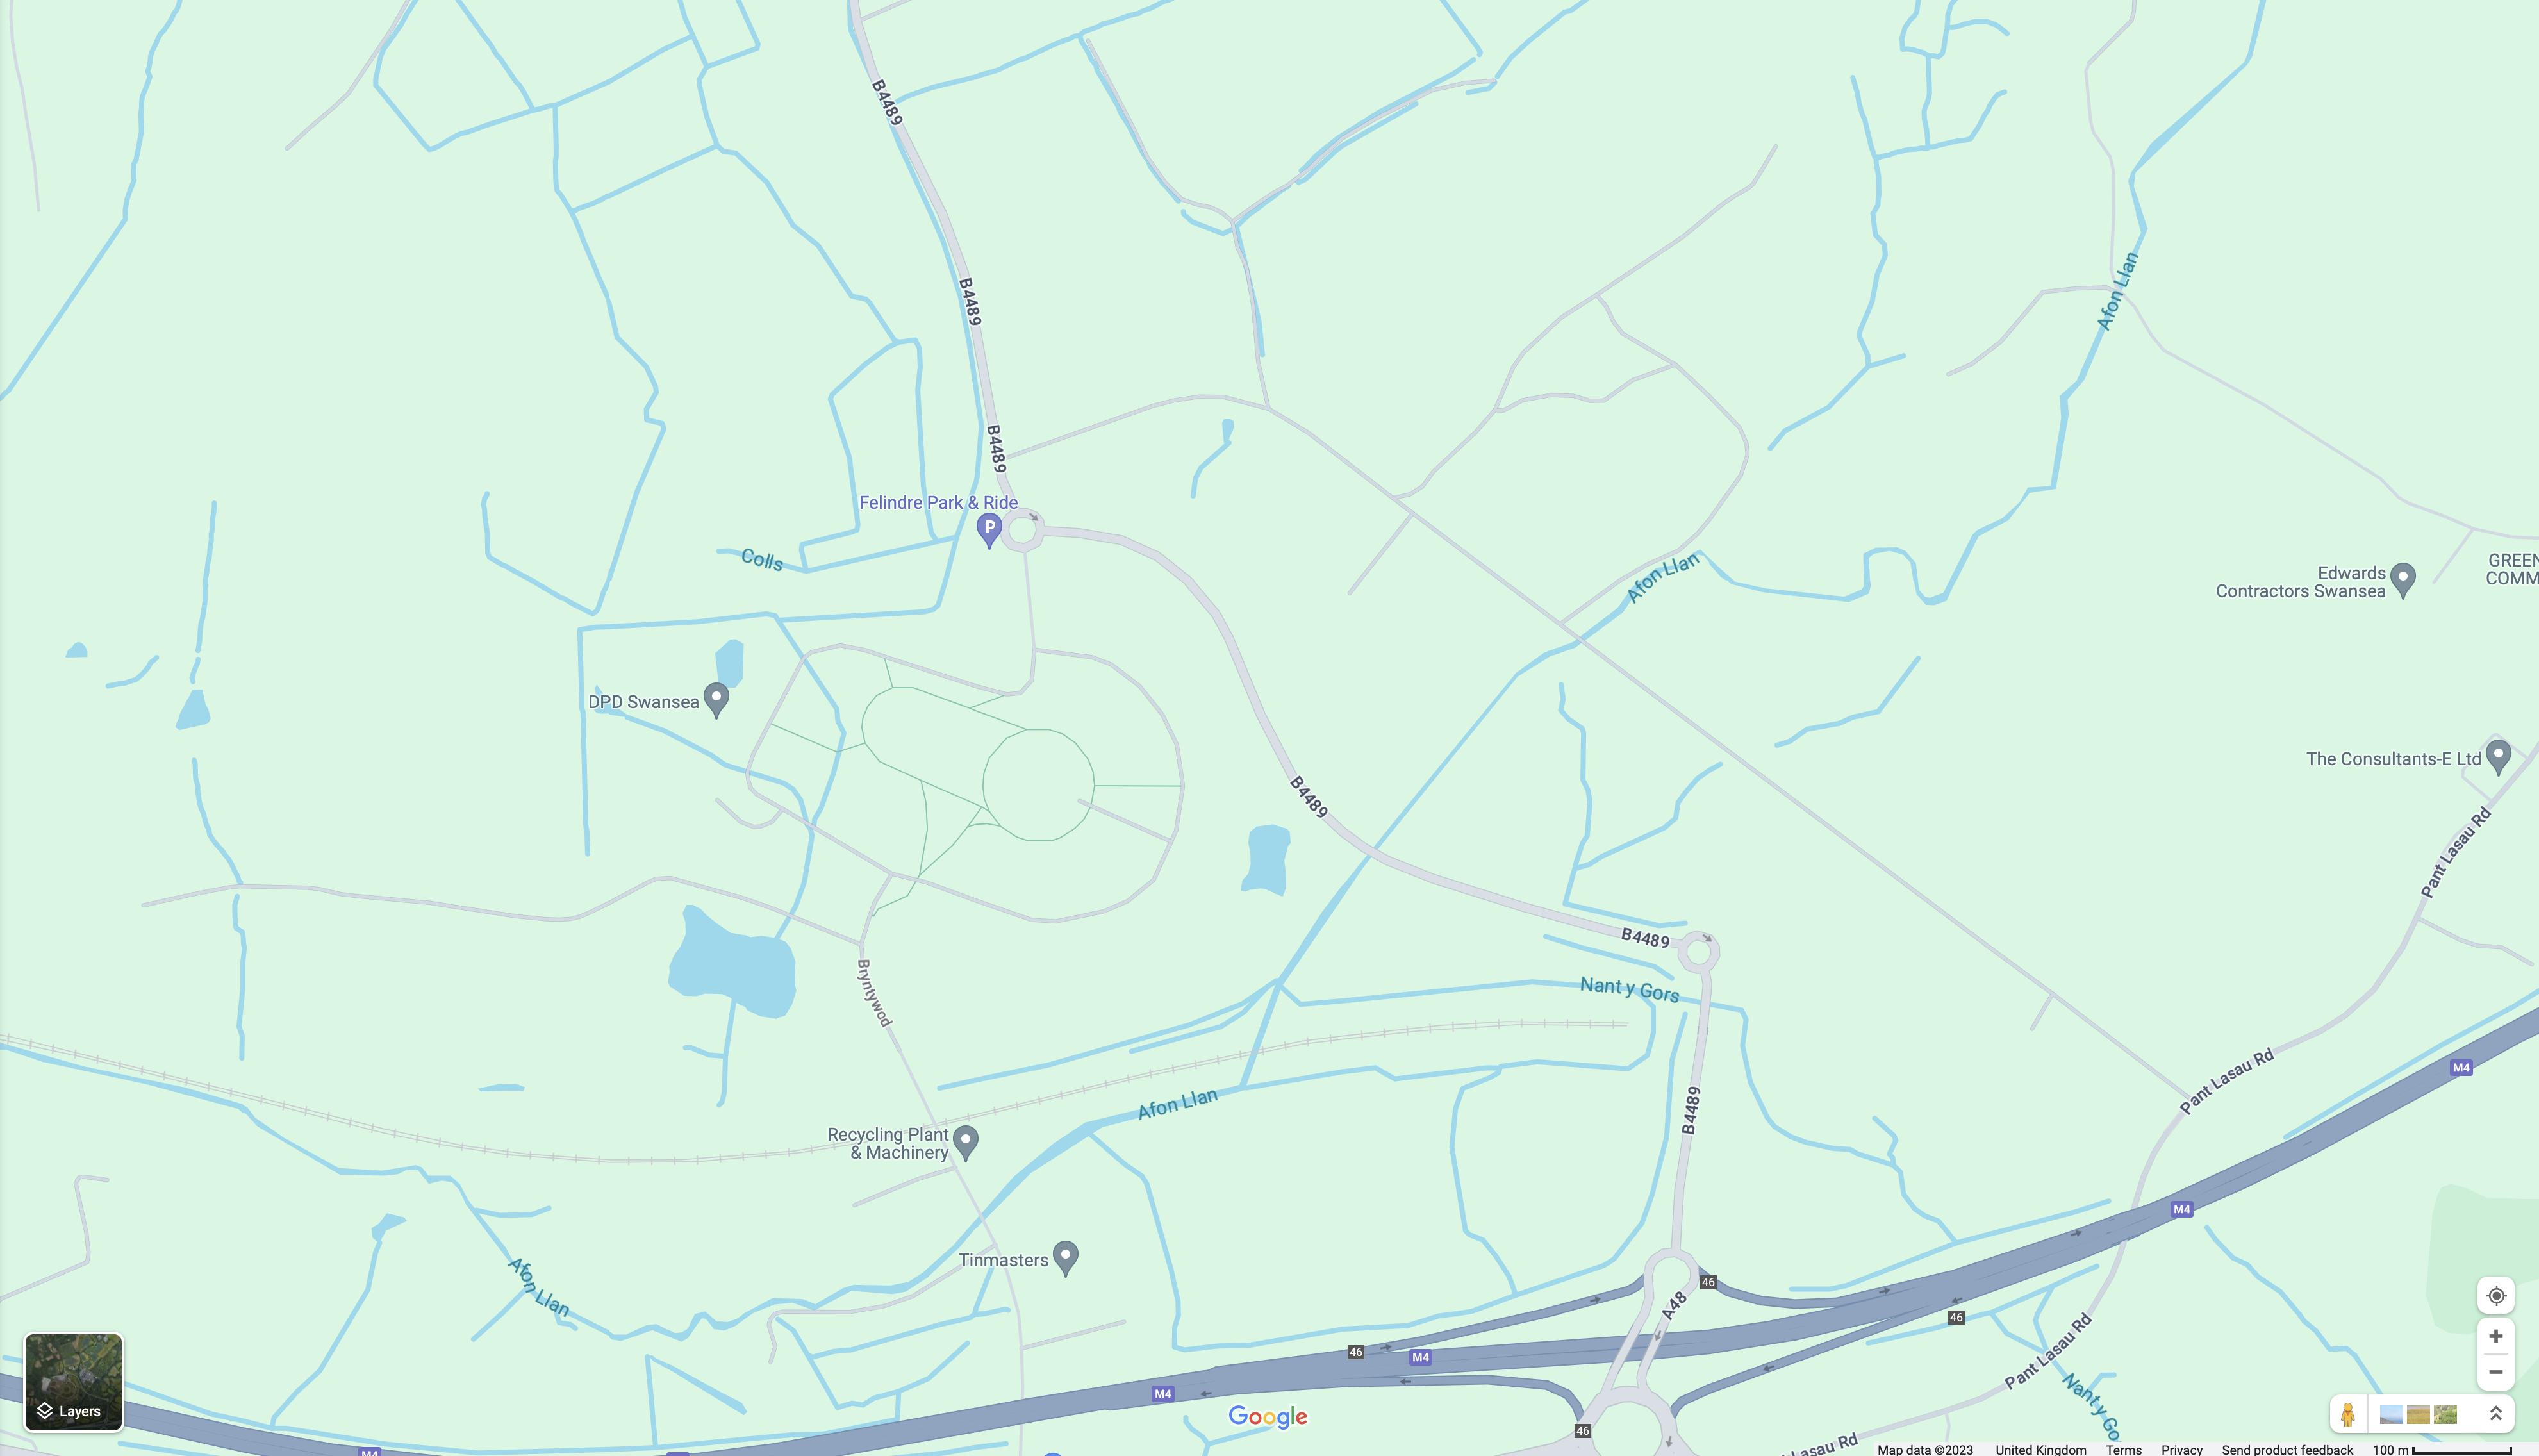 B4489
B4489
Afon Llan
B4489
Felindre Park & Ride
P
Colls
Afon Llan
Edwards
Contractors Swansea
GREEN
COMM
DPD Swansea
The Consultants-E Ltd
B4489
Pant Lasau Rd
B4489
Nant y Gors
Bryntywod
M4
Pant Lasau Rd
B4489
Afon Llan
Recycling Plant
& Machinery
M4
Tinmasters
Afon Llan
46
A48
46
46
M4
Pant Lasau Rd
M4
Nant y Go
Layers
Google
46
M4
Lasau Rd
Map data ©2023 United Kingdom Terms Privacy Send product feedback 100 m